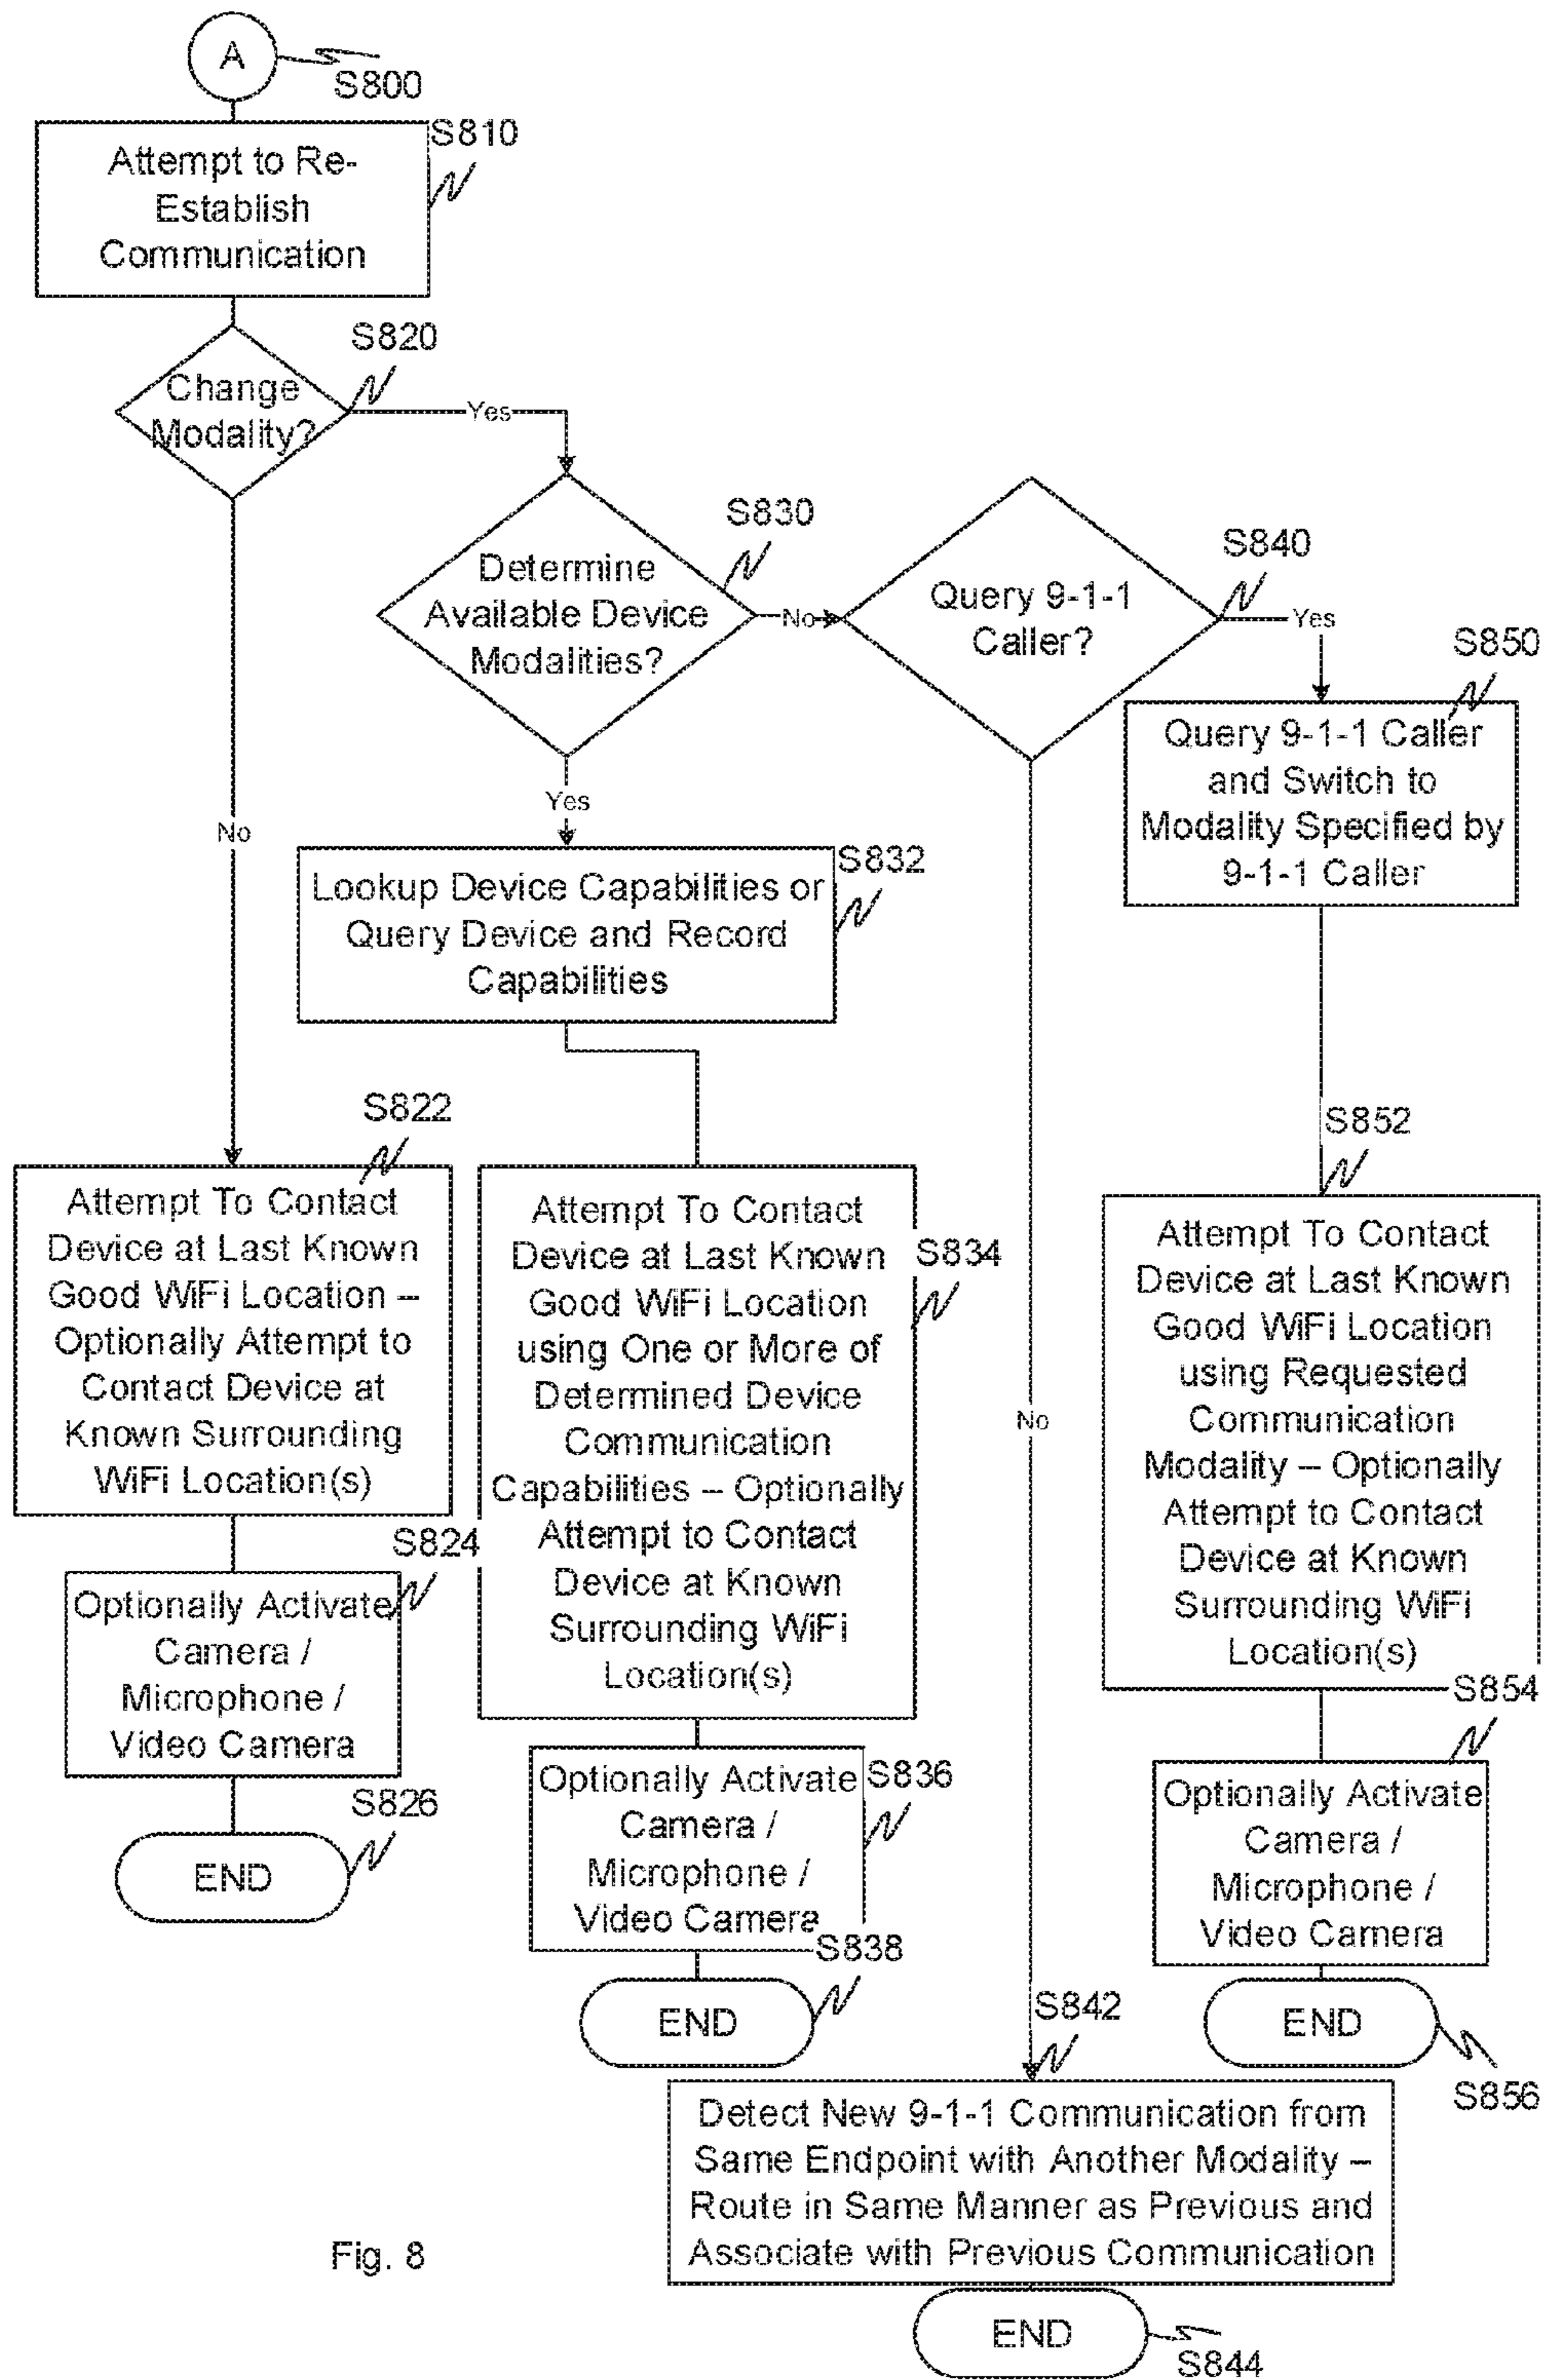 A
S800
S810
Attempt to Re-
Establish
Communication
S820
Change
Modality?
Yes
S830
Determine
Available Device
Modalities?
No
S840
Query 9-1-1
Caller?
Yes
S850
Query 9-1-1 Caller
and Switch to
Modality Specified by
9-1-1 Caller
Yes
No
S832
Lookup Device Capabilities or
Query Device and Record
Capabilities
S822
Attempt To Contact
Device at Last Known
Good WiFi Location –
Optionally Attempt to
Contact Device at
Known Surrounding
WiFi Location(s)
S834
Attempt To Contact
Device at Last Known
Good WiFi Location
using One or More of
Determined Device
Communication
Capabilities – Optionally
Attempt to Contact
Device at Known
Surrounding WiFi
Location(s)
No
S852
Attempt To Contact
Device at Last Known
Good WiFi Location
using Requested
Communication
Modality – Optionally
Attempt to Contact
Device at Known
Surrounding WiFi
Location(s)
S824
Optionally Activate
Camera /
Microphone /
Video Camera
S826
END
S836
Optionally Activate
Camera /
Microphone /
Video Camera
S838
END
S854
Optionally Activate
Camera /
Microphone /
Video Camera
END
S856
S842
Detect New 9-1-1 Communication from
Same Endpoint with Another Modality –
Route in Same Manner as Previous and
Associate with Previous Communication
END
S844
Fig. 8